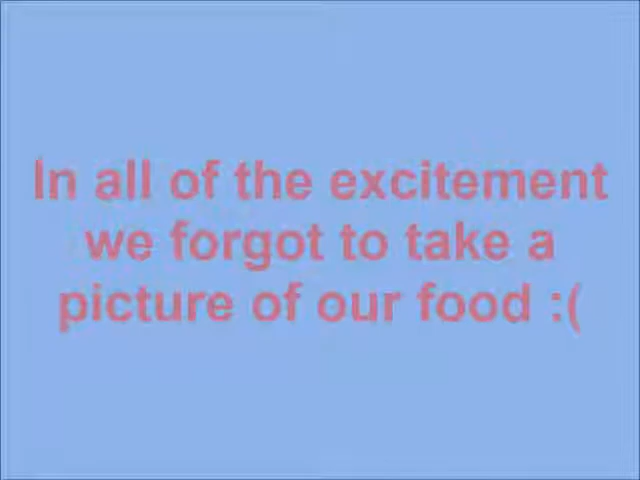 In all of the excitement
we forgot to take a
picture of our food :(